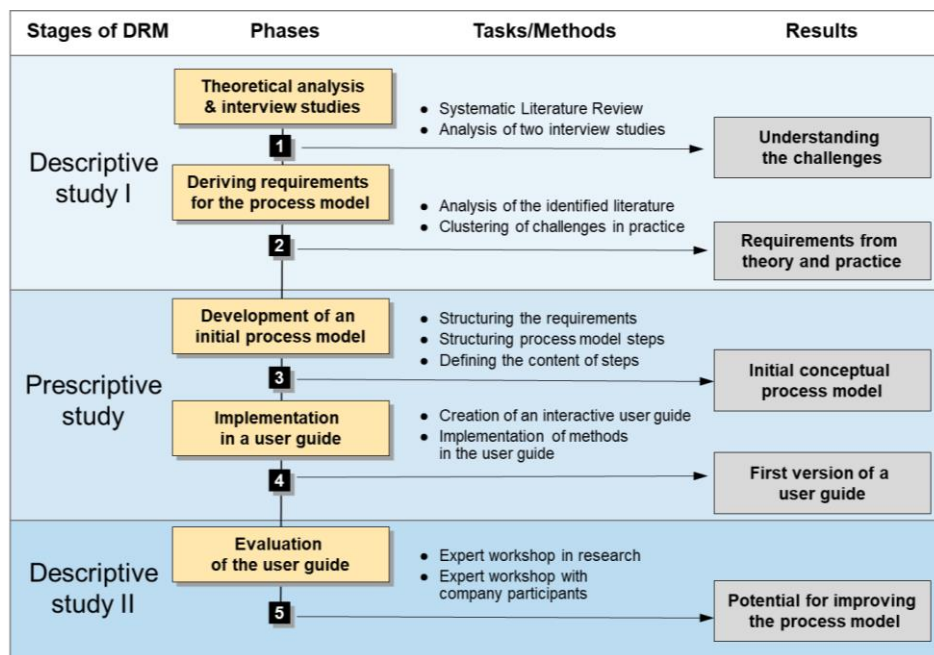 Stages of DRM Phases Tasks/Methods Results
Descriptive
study I
Theoretical analysis
& interview studies
● Systematic Literature Review
● Analysis of two interview studies
1
Understanding
the challenges
Deriving requirements
for the process model
● Analysis of the identified literature
● Clustering of challenges in practice
2
Requirements from
theory and practice
Prescriptive
study
Development of an
initial process model
● Structuring the requirements
● Structuring process model steps
● Defining the content of steps
3
Initial conceptual
process model
Implementation
in a user guide
● Creation of an interactive user guide
● Implementation of methods
in the user guide
4
First version of a
user guide
Descriptive
study II
Evaluation
of the user guide
● Expert workshop in research
● Expert workshop with
company participants
5
Potential for improving
the process model